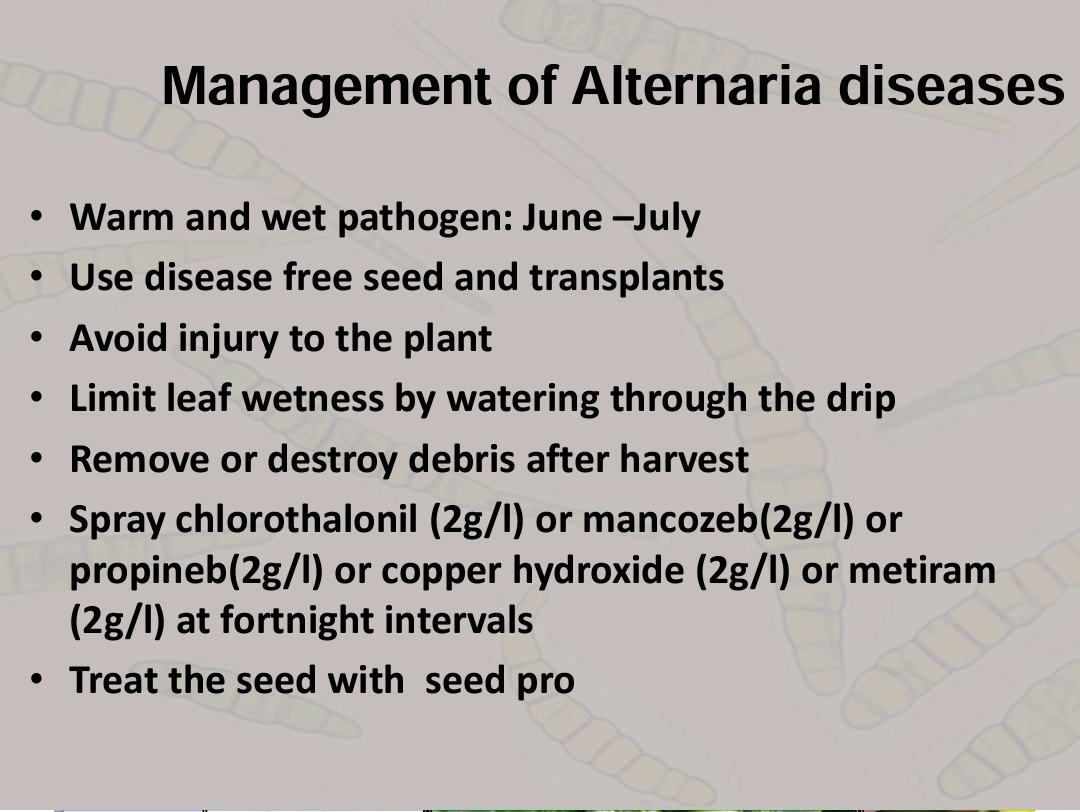 Management of Alternaria diseases
• Warm and wet pathogen: June –July
• Use disease free seed and transplants
• Avoid injury to the plant
• Limit leaf wetness by watering through the drip
• Remove or destroy debris after harvest
• Spray chlorothalonil (2g/l) or mancozeb(2g/l) or
propineb(2g/l) or copper hydroxide (2g/l) or metiram
(2g/l) at fortnight intervals
• Treat the seed with  seed pro